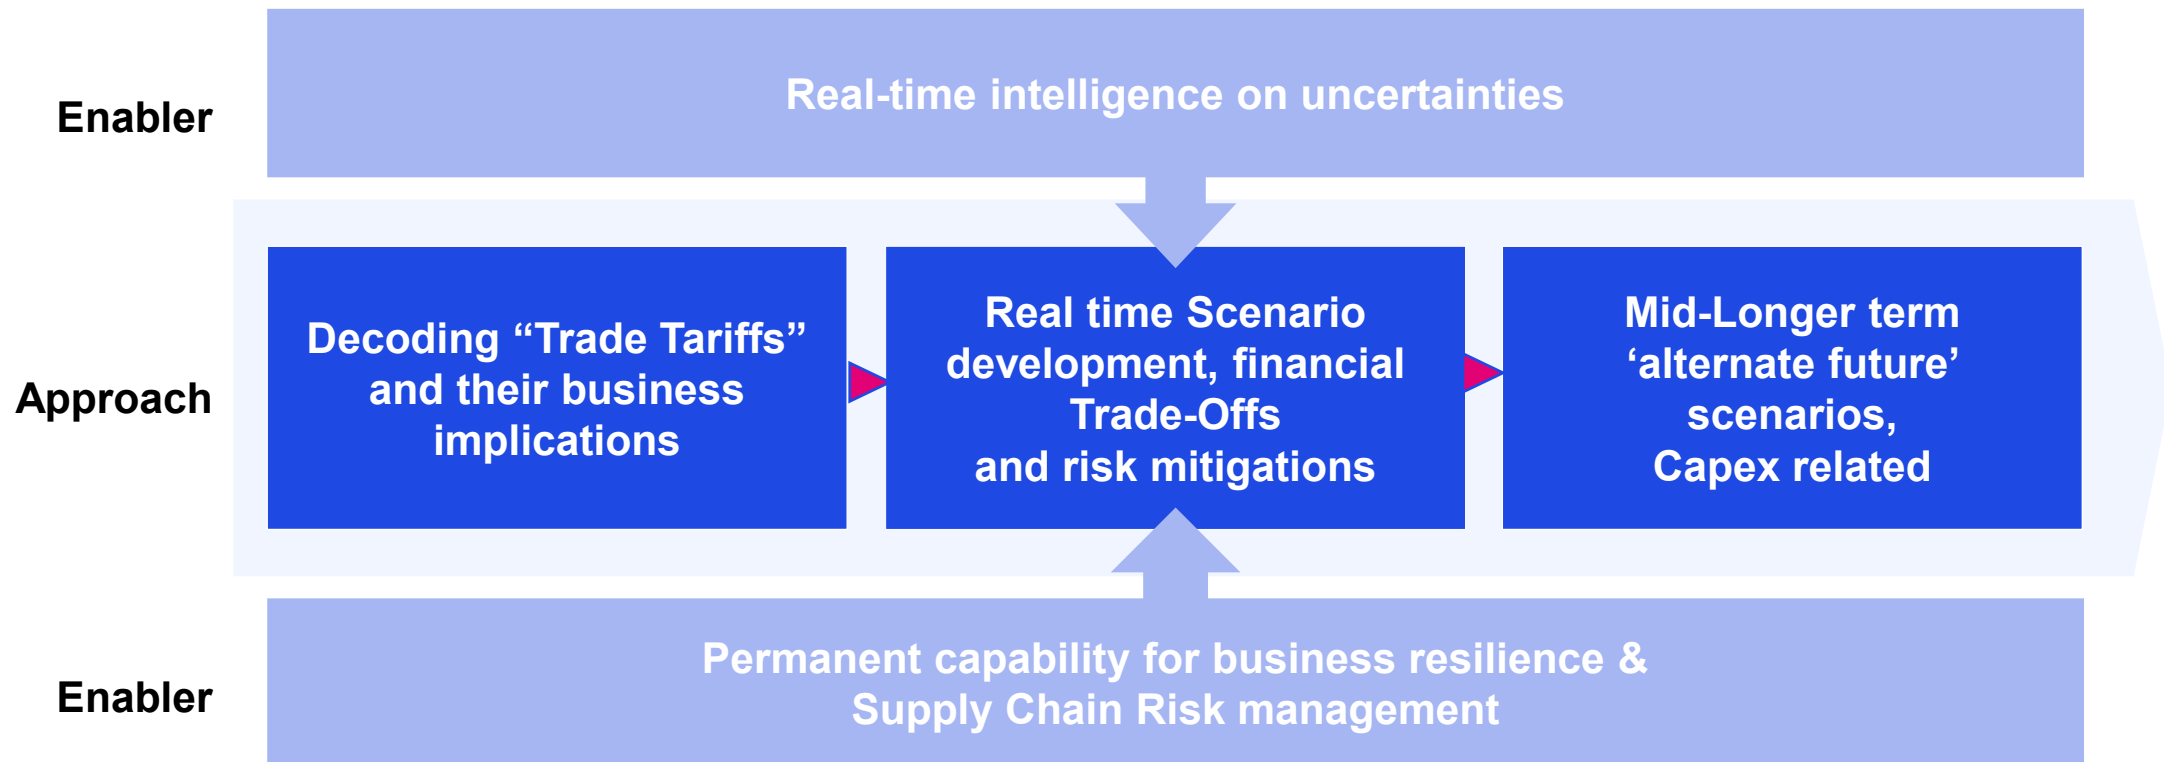 Enabler
Real-time intelligence on uncertainties
Approach
Decoding “Trade Tariffs”
and their business
implications
Real time Scenario
development, financial
Trade-Offs
and risk mitigations
Mid-Longer term
‘alternate future’
scenarios,
Capex related
Enabler
Permanent capability for business resilience &
Supply Chain Risk management